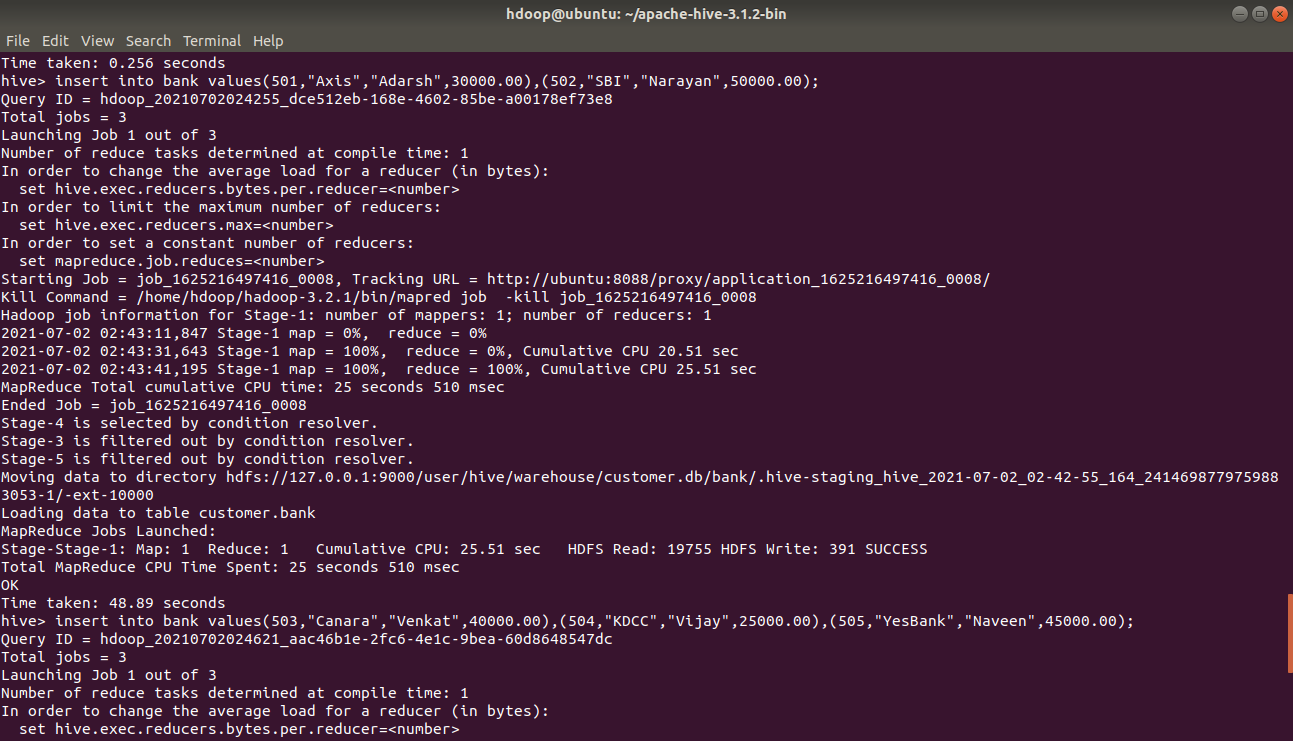 hdoop@ubuntu: ~/apache-hive-3.1.2-bin
File Edit View Search Terminal Help
Time taken: 0.256 seconds
hive> insert into bank values(501,"Axis","Adarsh",30000.00),(502,"SBI","Narayan",50000.00);
Query ID = hdoop_20210702024255_dce512eb-168e-4602-85be-a00178ef73e8
Total jobs = 3
Launching Job 1 out of 3
Number of reduce tasks determined at compile time: 1
In order to change the average load for a reducer (in bytes):
  set hive.exec.reducers.bytes.per.reducer=<number>
In order to limit the maximum number of reducers:
  set hive.exec.reducers.max=<number>
In order to set a constant number of reducers:
  set mapreduce.job.reduces=<number>
Starting Job = job_1625216497416_0008, Tracking URL = http://ubuntu:8088/proxy/application_1625216497416_0008/
Kill Command = /home/hdoop/hadoop-3.2.1/bin/mapred job  -kill job_1625216497416_0008
Hadoop job information for Stage-1: number of mappers: 1; number of reducers: 1
2021-07-02 02:43:11,847 Stage-1 map = 0%,  reduce = 0%
2021-07-02 02:43:31,643 Stage-1 map = 100%,  reduce = 0%, Cumulative CPU 20.51 sec
2021-07-02 02:43:41,195 Stage-1 map = 100%,  reduce = 100%, Cumulative CPU 25.51 sec
MapReduce Total cumulative CPU time: 25 seconds 510 msec
Ended Job = job_1625216497416_0008
Stage-4 is selected by condition resolver.
Stage-3 is filtered out by condition resolver.
Stage-5 is filtered out by condition resolver.
Moving data to directory hdfs://127.0.0.1:9000/user/hive/warehouse/customer.db/bank/.hive-staging_hive_2021-07-02_02-42-55_164_241469877975988
3053-1/-ext-10000
Loading data to table customer.bank
MapReduce Jobs Launched:
Stage-Stage-1: Map: 1  Reduce: 1   Cumulative CPU: 25.51 sec   HDFS Read: 19755 HDFS Write: 391 SUCCESS
Total MapReduce CPU Time Spent: 25 seconds 510 msec
OK
Time taken: 48.89 seconds
hive> insert into bank values(503,"Canara","Venkat",40000.00),(504,"KDCC","Vijay",25000.00),(505,"YesBank","Naveen",45000.00);
Query ID = hdoop_20210702024621_aac46b1e-2fc6-4e1c-9bea-60d8648547dc
Total jobs = 3
Launching Job 1 out of 3
Number of reduce tasks determined at compile time: 1
In order to change the average load for a reducer (in bytes):
  set hive.exec.reducers.bytes.per.reducer=<number>